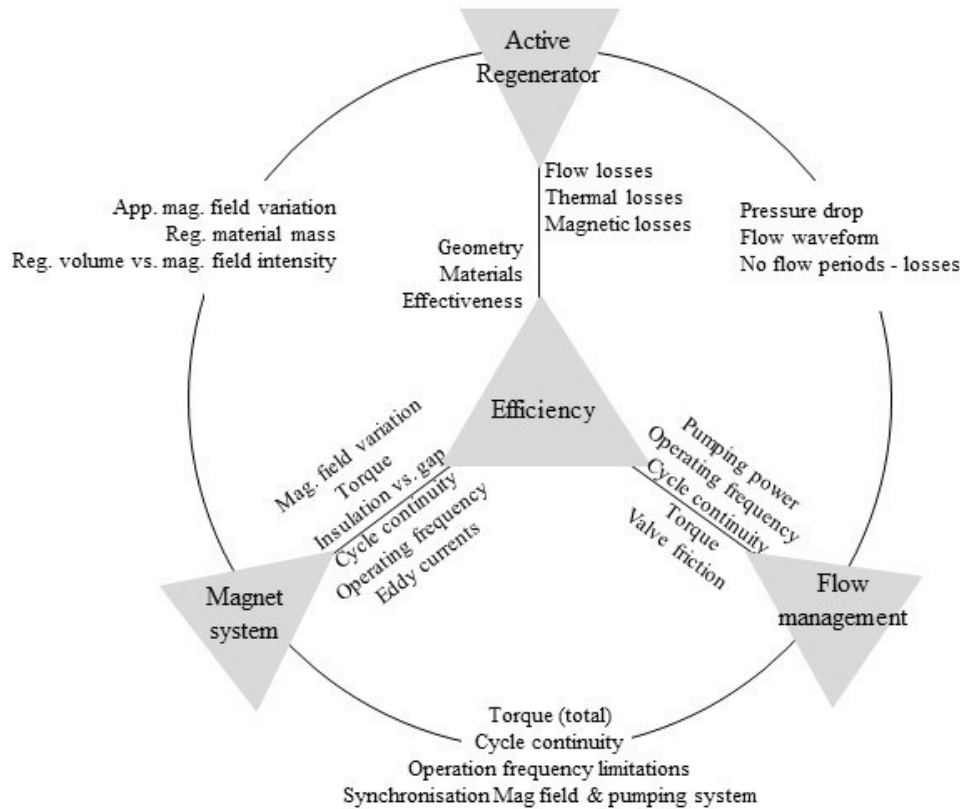 Active
Regenerator
Flow losses
Thermal losses
Magnetic losses
App. mag. field variation
Reg. material mass
Reg. volume vs. mag. field intensity
Pressure drop
Flow waveform
No flow periods - losses
Geometry
Materials
Effectiveness
Efficiency
Mag. field variation
Torque
Insulation vs. gap
Cycle continuity
Operating frequency
Eddy currents
Pumping power
Operating frequency
Cycle continuity
Torque
Valve friction
Magnet
system
Flow
management
Torque (total)
Cycle continuity
Operation frequency limitations
Synchronisation Mag field & pumping system